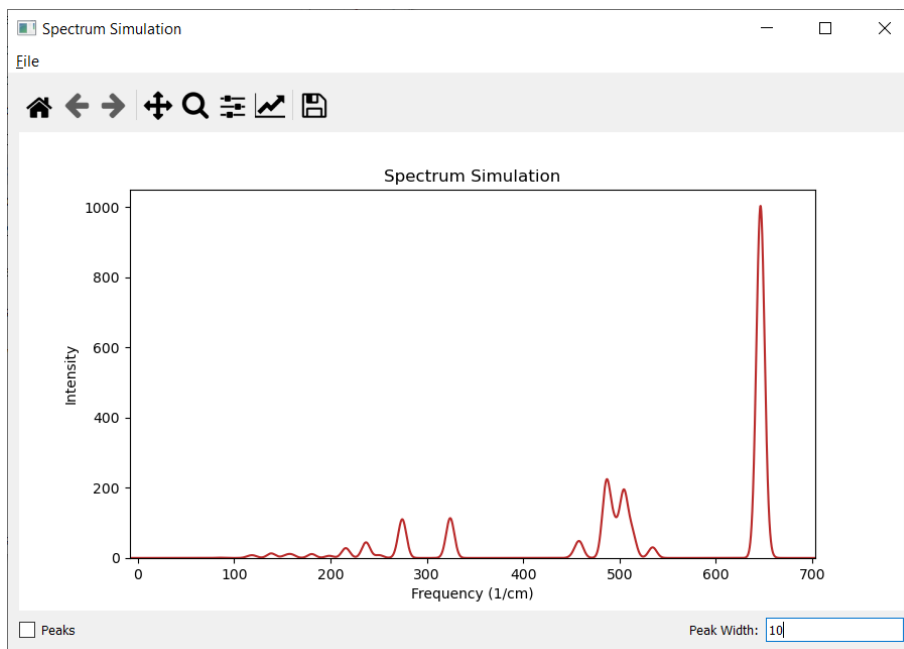 Spectrum Simulation
File
Spectrum Simulation
1000
800
600
400
200
0
Intensity
0 100 200 300 400 500 600 700
Frequency (1/cm)
Peaks Peak Width: 10